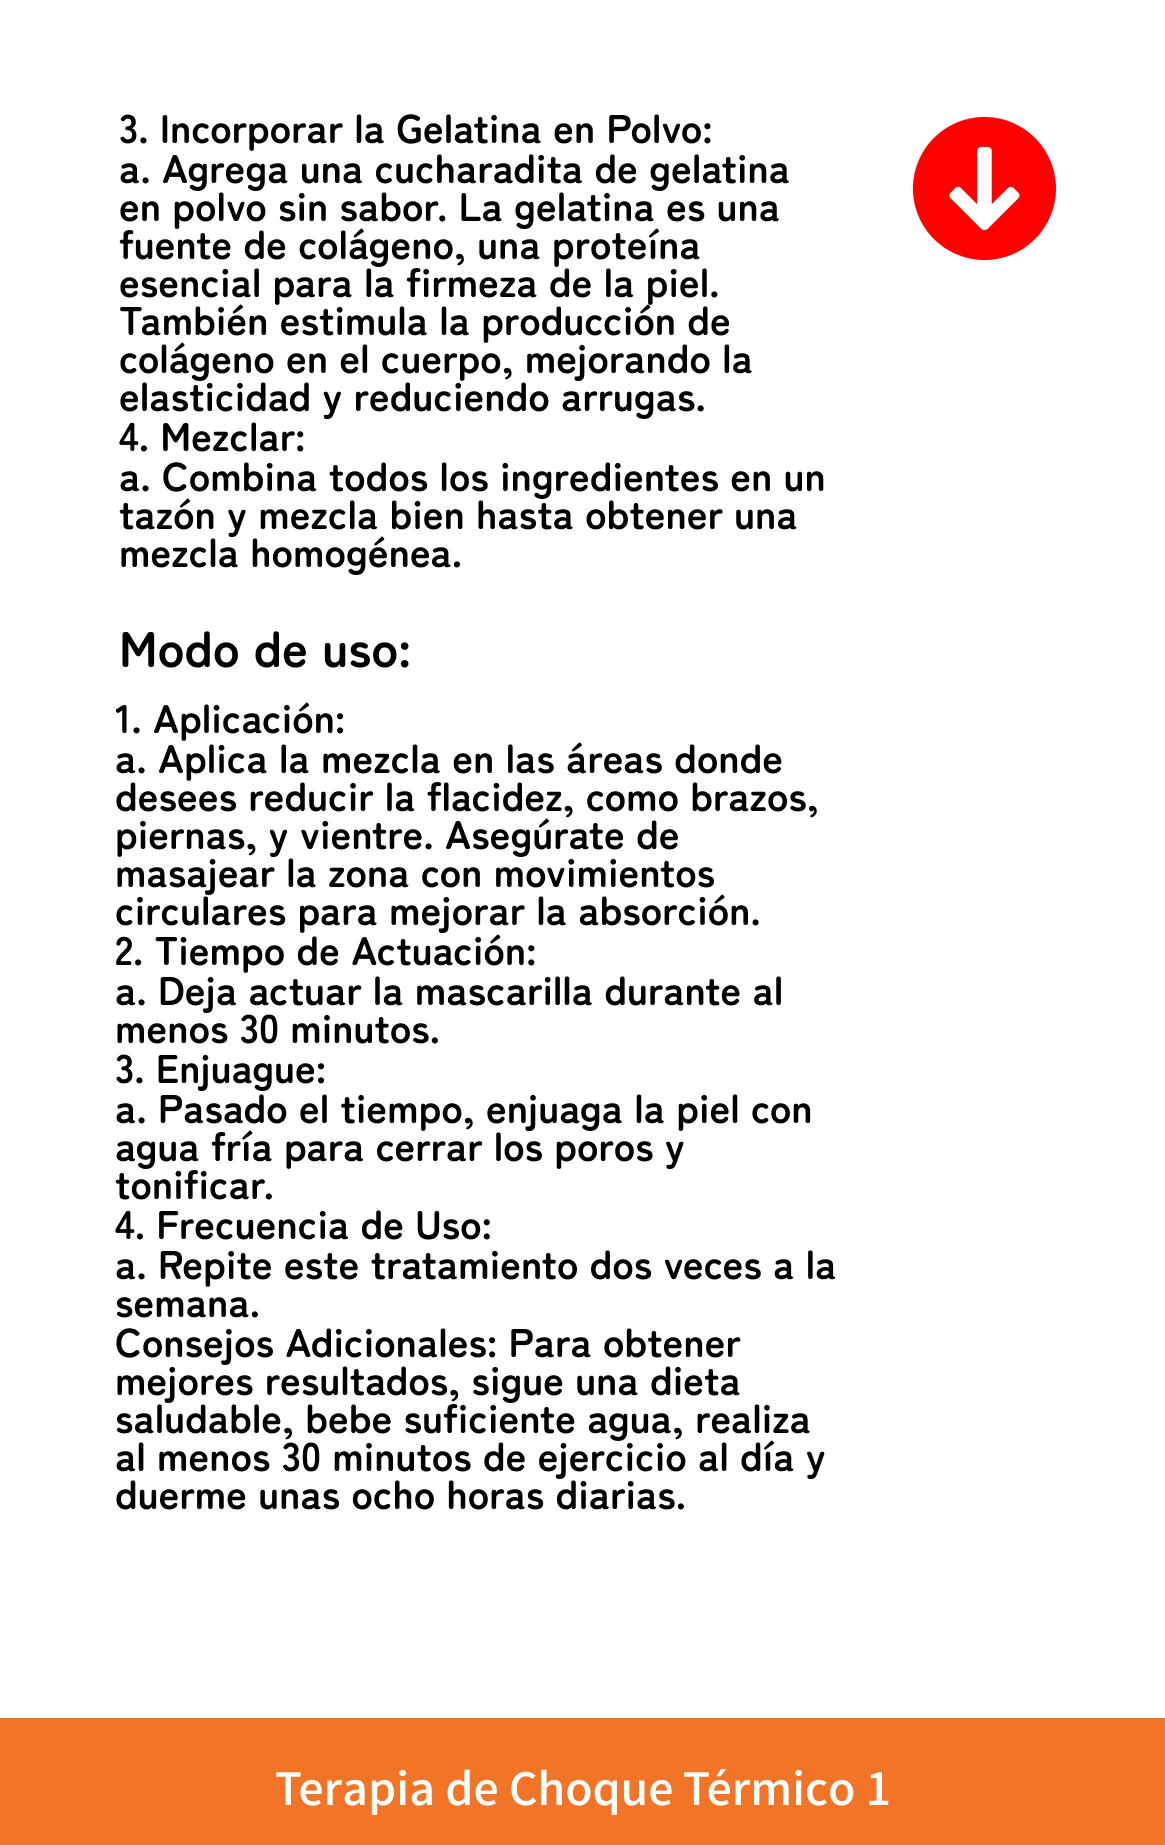 3. Incorporar la Gelatina en Polvo:
a. Agrega una cucharadita de gelatina
en polvo sin sabor. La gelatina es una
fuente de colágeno, una proteína
esencial para la firmeza de la piel.
También estimula la producción de
colágeno en el cuerpo, mejorando la
elasticidad y reduciendo arrugas.
4. Mezclar:
a. Combina todos los ingredientes en un
tazón y mezcla bien hasta obtener una
mezcla homogénea.
Modo de uso:
1. Aplicación:
a. Aplica la mezcla en las áreas donde
desees reducir la flacidez, como brazos,
piernas, y vientre. Asegúrate de
masajear la zona con movimientos
circulares para mejorar la absorción.
2. Tiempo de Actuación:
a. Deja actuar la mascarilla durante al
menos 30 minutos.
3. Enjuague:
a. Pasado el tiempo, enjuaga la piel con
agua fría para cerrar los poros y
tonificar.
4. Frecuencia de Uso:
a. Repite este tratamiento dos veces a la
semana.
Consejos Adicionales: Para obtener
mejores resultados, sigue una dieta
saludable, bebe suficiente agua, realiza
al menos 30 minutos de ejercicio al día y
duerme unas ocho horas diarias.
Terapia de Choque Térmico 1